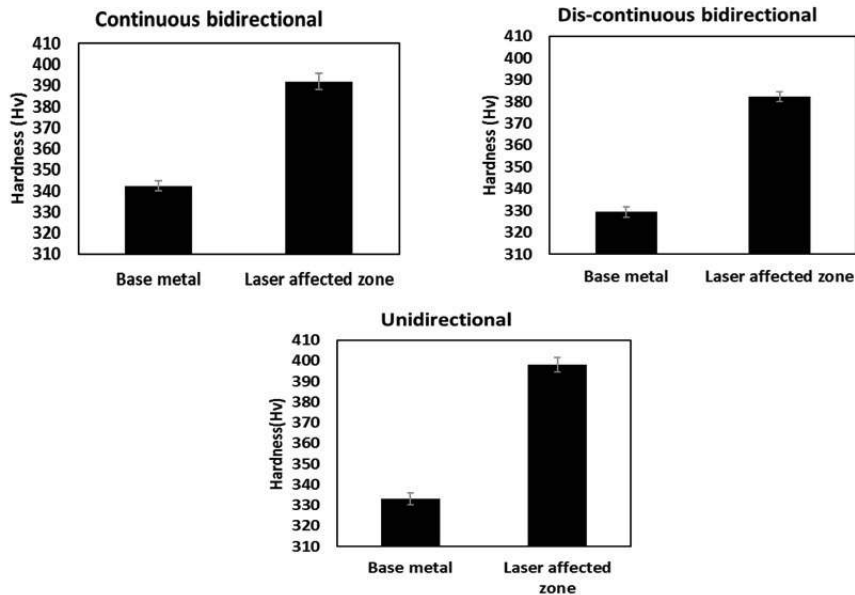 Continuous bidirectional
Hardness (Hv)
410
400
390
380
370
360
350
340
330
320
310
Base metal
Laser affected zone
Dis-continuous bidirectional
Hardness (Hv)
410
400
390
380
370
360
350
340
330
320
310
Base metal
Laser affected zone
Unidirectional
Hardness(Hv)
410
400
390
380
370
360
350
340
330
320
310
Base metal
Laser affected
zone